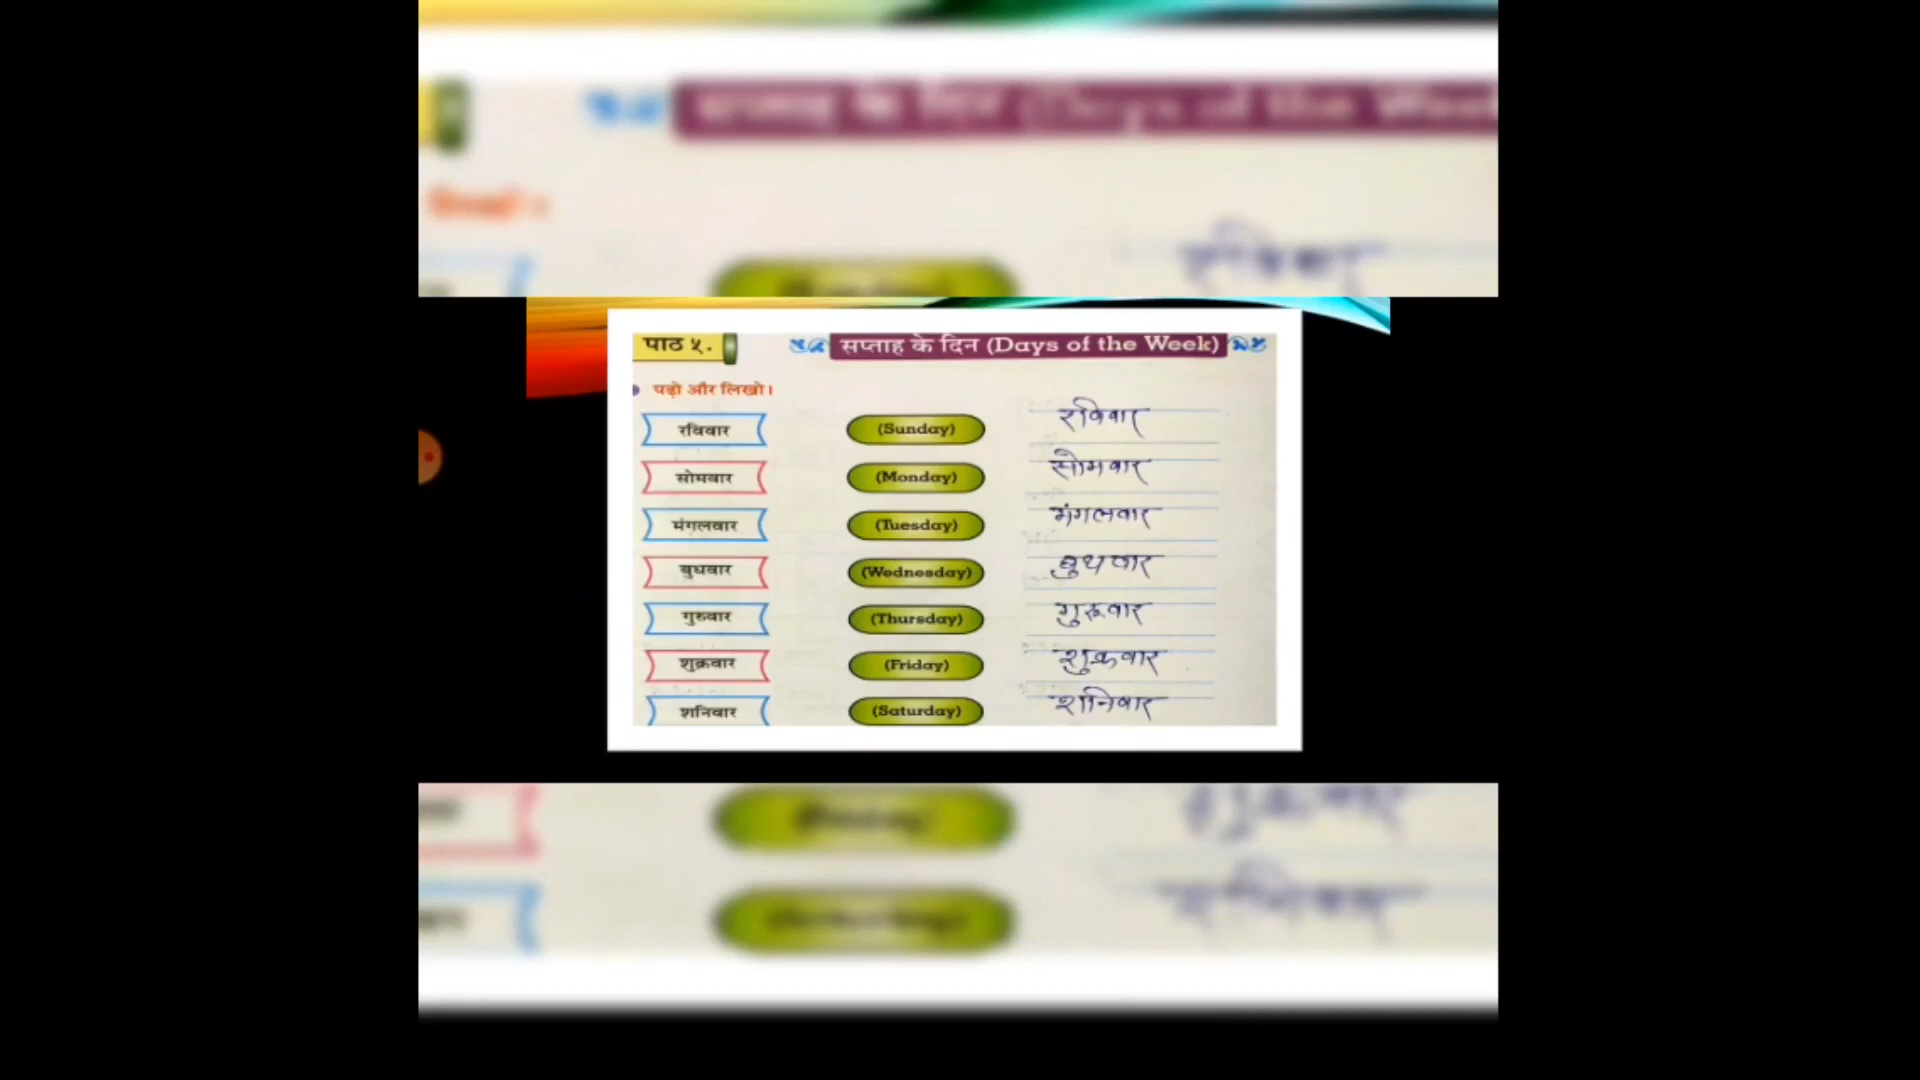 पाठ ५.
सप्ताह के दिन (Days of the Week)
पढ़ो और लिखो।
रविवार (Sunday) रविवार
सोमवार (Monday) सोमवार
मंगलवार (Tuesday) मंगलवार
बुधवार (Wednesday) बुधवार
गुरुवार (Thursday) गुरुवार
शुक्रवार (Friday) शुक्रवार
शनिवार (Saturday) शनिवार